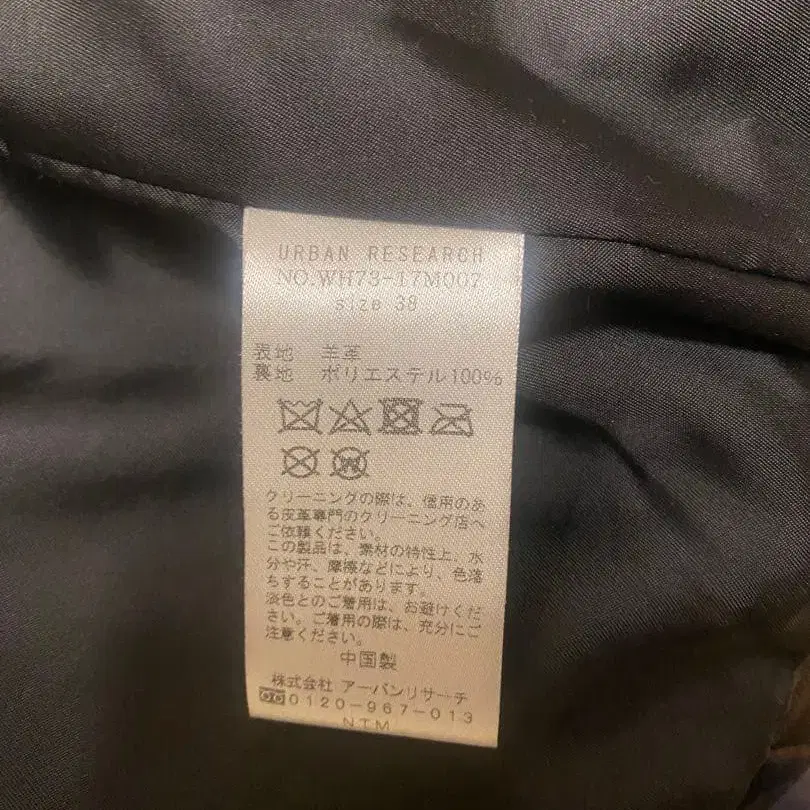 URBAN RESEARCH
NO.WH73-17M007
size 38
表地 羊革
裏地 ポリエステル100%
クリーニングの際は、信用のあ
る皮革専門のクリーニング店へ
ご依頼ください。
この製品は、素材の特性上、水
分や汗、摩擦などにより、色落
ちすることがあります。
淡色とのご着用は、お避けくだ
さい。ご着用の際は、充分にご
注意ください。
中国製
株式会社 アーバンリサーチ
0120-967-013
NTM